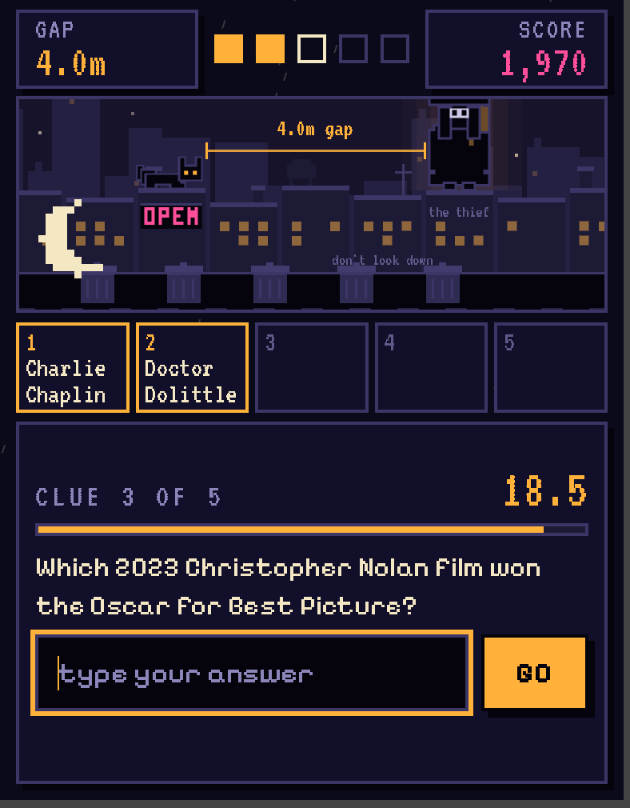 GAP
4.0m
SCORE
1,970
4.0m gap
OPEN
the thief
don't look down
1
Charlie
Chaplin
2
Doctor
Dolittle
3
4
5
CLUE 3 OF 5
18.5
Which 2023 Christopher Nolan film won
the Oscar for Best Picture?
type your answer
GO